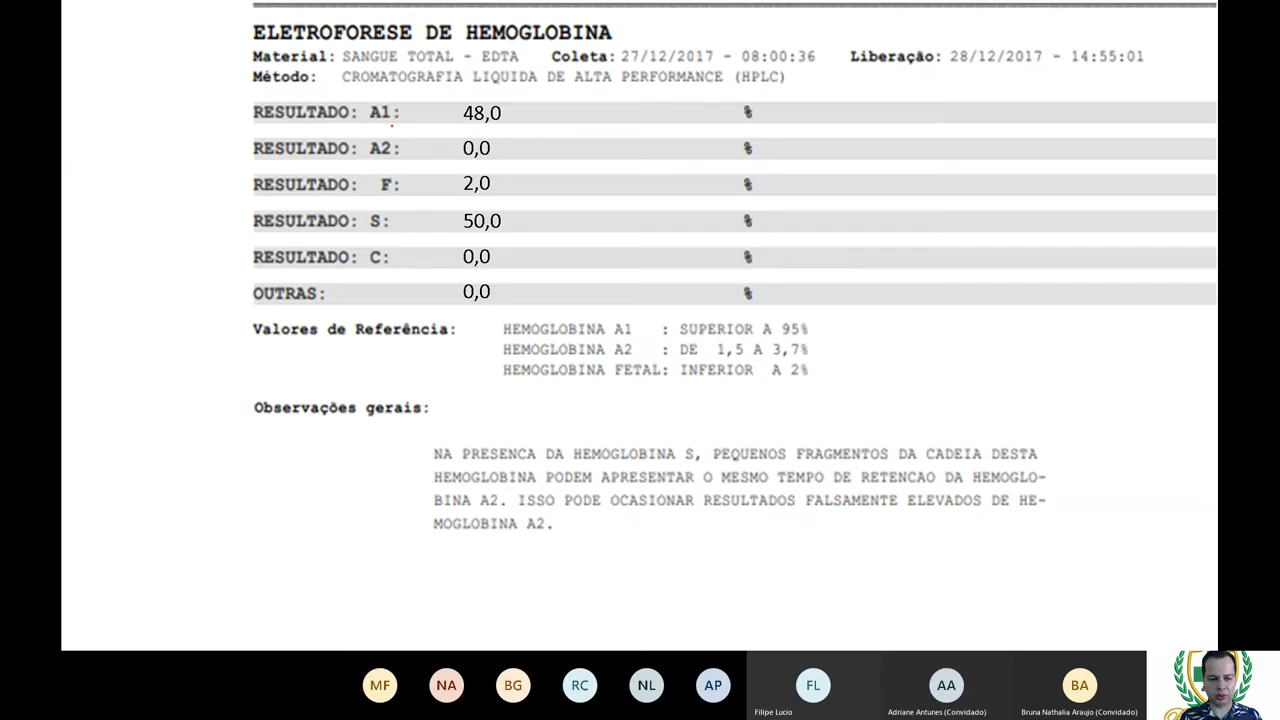 ELETROFORESE DE HEMOGLOBINA
Material: SANGUE TOTAL - EDTA Coleta: 27/12/2017 - 08:00:36 Liberação: 28/12/2017 - 14:55:01
Método: CROMATOGRAFIA LIQUIDA DE ALTA PERFORMANCE (HPLC)
RESULTADO: A1: 48,0 %
RESULTADO: A2: 0,0 %
RESULTADO: F: 2,0 %
RESULTADO: S: 50,0 %
RESULTADO: C: 0,0 %
OUTRAS: 0,0 %
Valores de Referência: HEMOGLOBINA A1 : SUPERIOR A 95%
HEMOGLOBINA A2 : DE 1,5 A 3,7%
HEMOGLOBINA FETAL: INFERIOR A 2%
Observações gerais:
NA PRESENCA DA HEMOGLOBINA S, PEQUENOS FRAGMENTOS DA CADEIA DESTA
HEMOGLOBINA PODEM APRESENTAR O MESMO TEMPO DE RETENCAO DA HEMOGLO-
BINA A2. ISSO PODE OCASIONAR RESULTADOS FALSAMENTE ELEVADOS DE HE-
MOGLOBINA A2.
MF NA BG RC NL AP FL AA BA
Filipe Lucio Adriane Antunes (Convidado) Bruna Nathalia Araujo (Convidado)